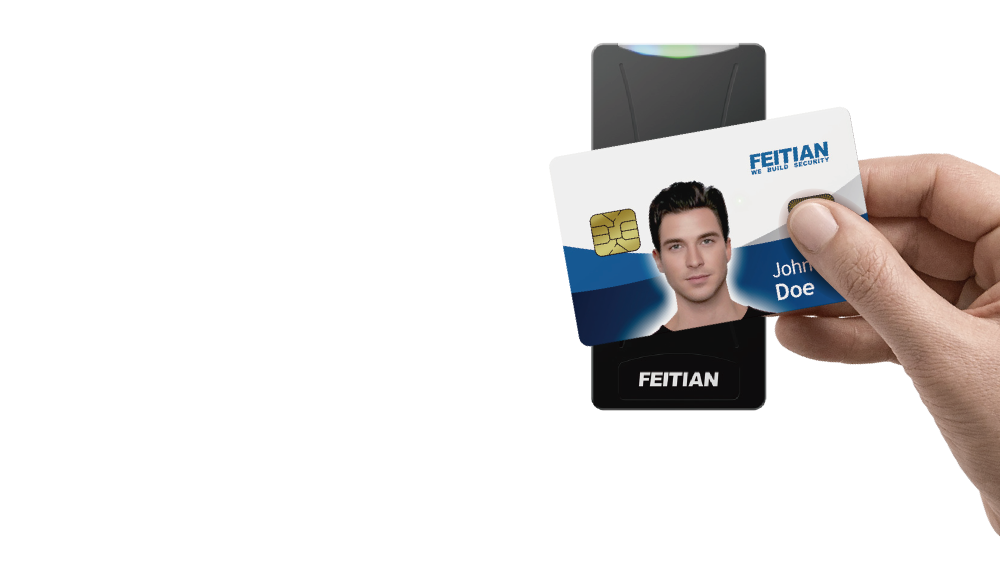 FEITIAN
WE BUILD SECURITY
John
Doe
FEITIAN